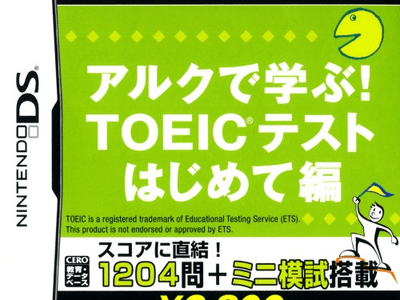 NINTENDO DS
アルクで学ぶ!
TOEIC®テスト
はじめて編
TOEIC is a registered trademark of Educational Testing Service (ETS).
This product is not endorsed or approved by ETS.
CERO
教育・
データ
ベース
スコアに直結!
1204問+ミニ模試搭載